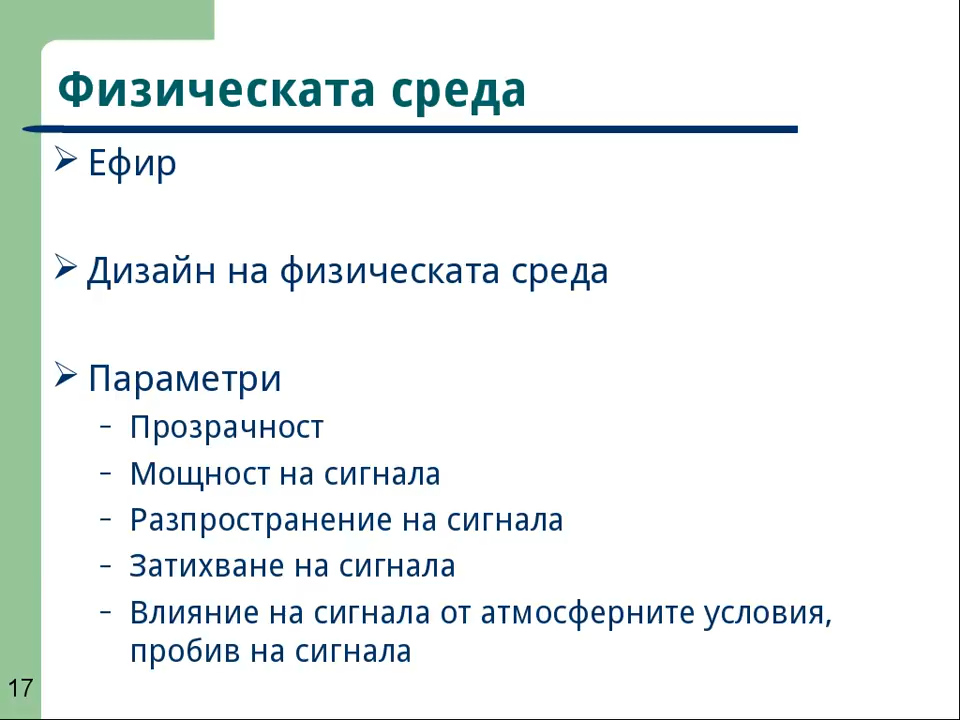 Физическата среда
➢ Ефир
➢ Дизайн на физическата среда
➢ Параметри
– Прозрачност
– Мощност на сигнала
– Разпространение на сигнала
– Затихване на сигнала
– Влияние на сигнала от атмосферните условия,
пробив на сигнала
17